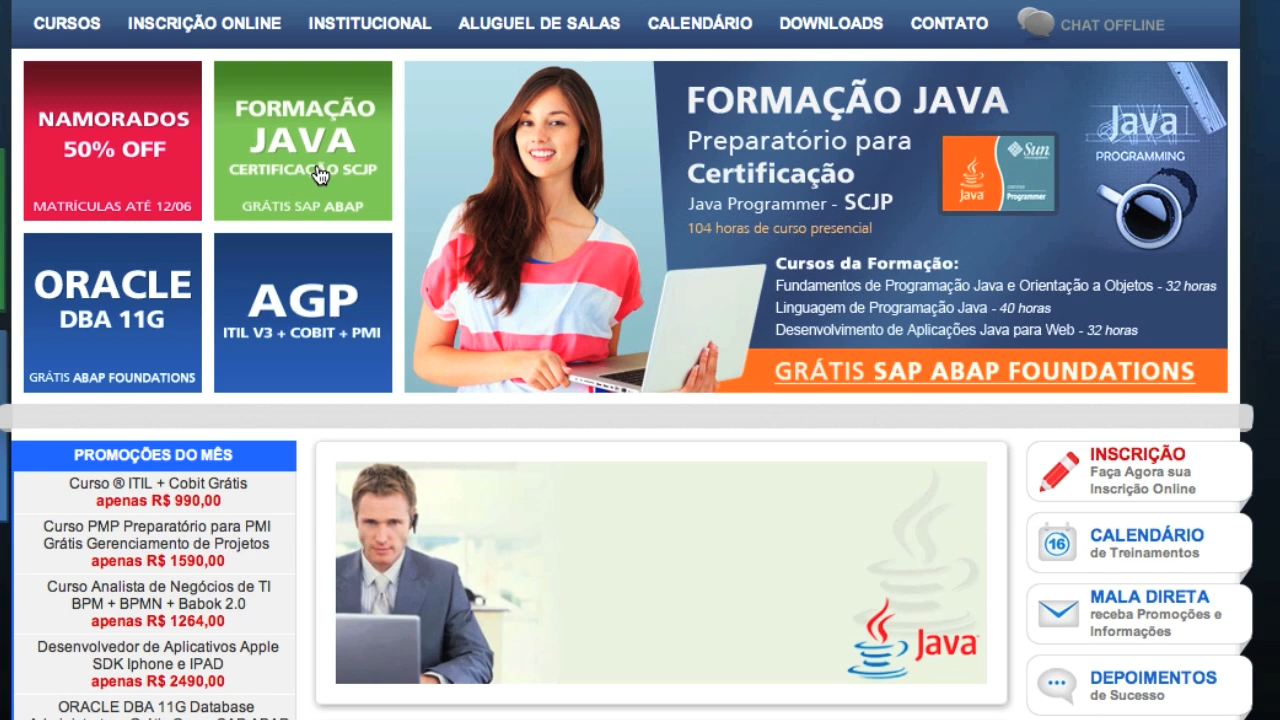 CURSOS INSCRIÇÃO ONLINE INSTITUCIONAL ALUGUEL DE SALAS CALENDÁRIO DOWNLOADS CONTATO CHAT OFFLINE
NAMORADOS
50% OFF
MATRÍCULAS ATÉ 12/06
FORMAÇÃO
JAVA
CERTIFICAÇÃO SCJP
GRÁTIS SAP ABAP
ORACLE
DBA 11G
GRÁTIS ABAP FOUNDATIONS
AGP
ITIL V3 + COBIT + PMI
FORMAÇÃO JAVA
Preparatório para
Certificação
Java Programmer - SCJP
104 horas de curso presencial
Sun
Java
Programmer
Java
PROGRAMMING
Cursos da Formação:
Fundamentos de Programação Java e Orientação a Objetos - 32 horas
Linguagem de Programação Java - 40 horas
Desenvolvimento de Aplicações Java para Web - 32 horas
GRÁTIS SAP ABAP FOUNDATIONS
PROMOÇÕES DO MÊS
Curso ® ITIL + Cobit Grátis
apenas R$ 990,00
Curso PMP Preparatório para PMI
Grátis Gerenciamento de Projetos
apenas R$ 1590,00
Curso Analista de Negócios de TI
BPM + BPMN + Babok 2.0
apenas R$ 1264,00
Desenvolvedor de Aplicativos Apple
SDK Iphone e IPAD
apenas R$ 2490,00
ORACLE DBA 11G Database
Java
INSCRIÇÃO
Faça Agora sua
Inscrição Online
16
CALENDÁRIO
de Treinamentos
MALA DIRETA
receba Promoções e
Informações
DEPOIMENTOS
de Sucesso